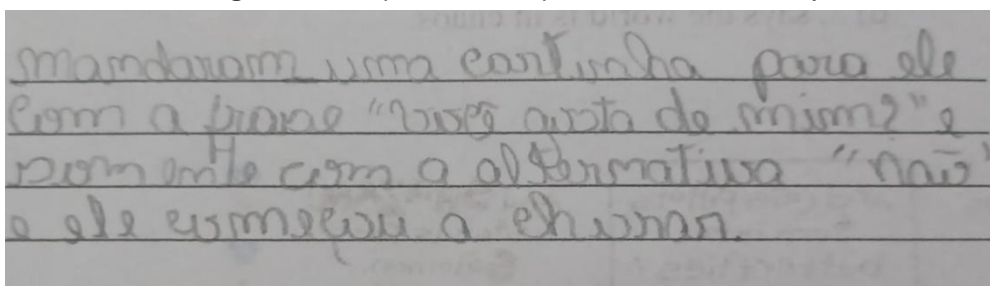 mandaram uma cartinha para ele
com a frase "você gosta de mim?" e
somente com a alternativa "não"
e ele começou a chorar.